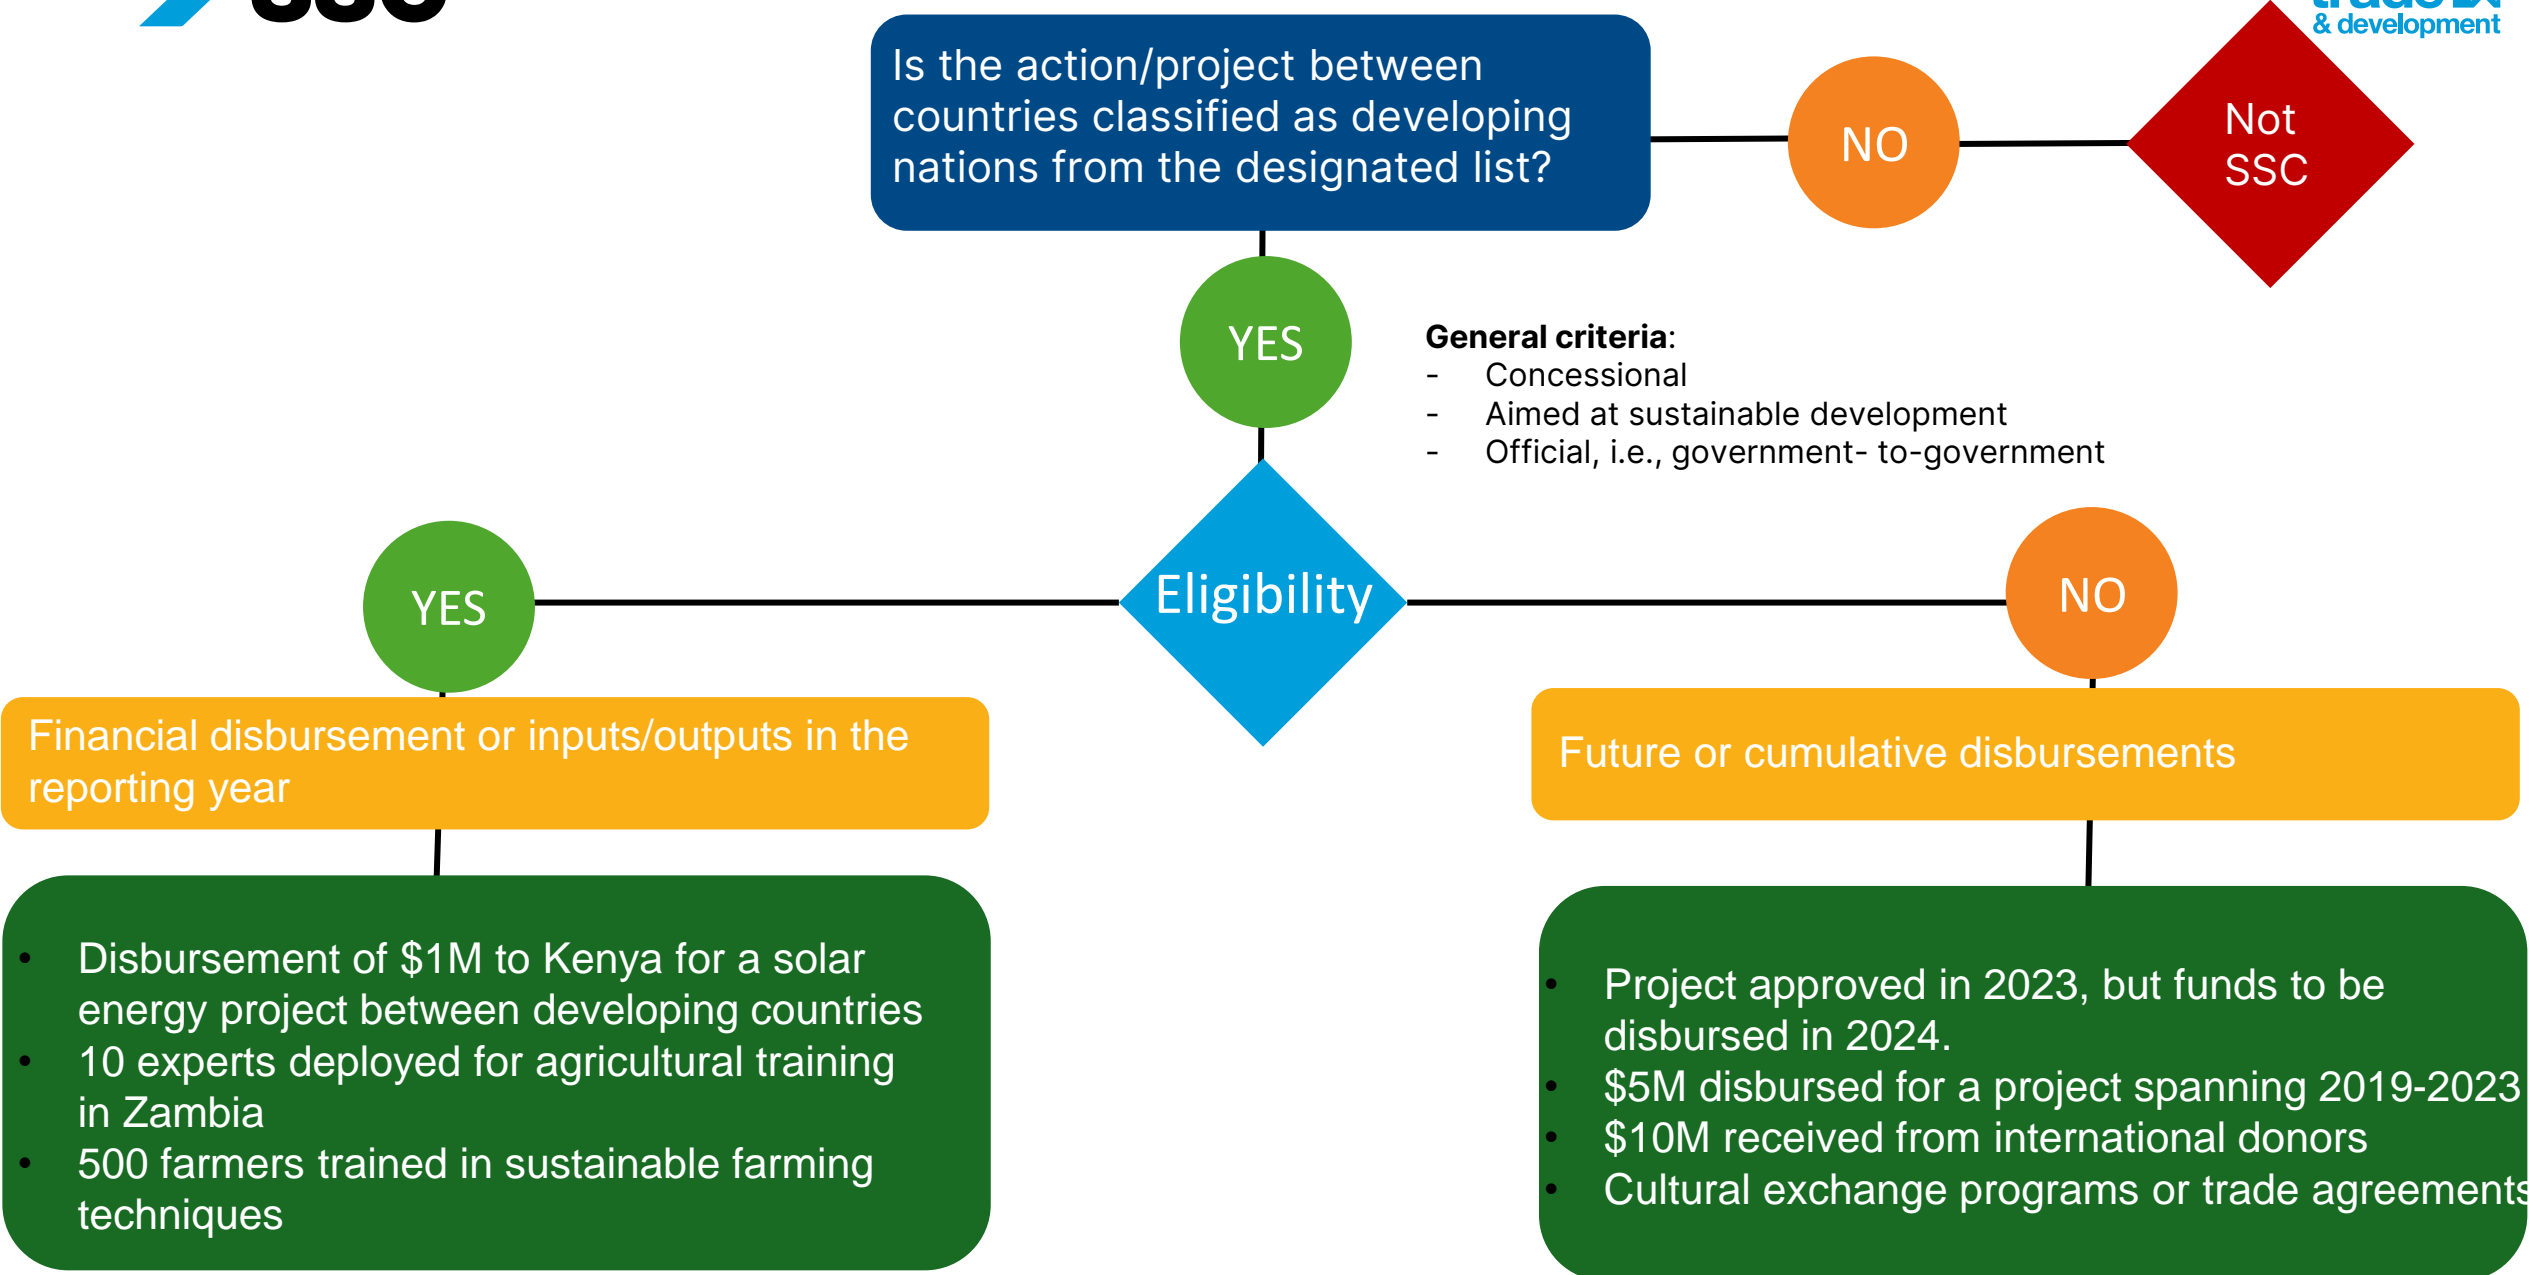 SSC
trade
& development
Is the action/project between
countries classified as developing
nations from the designated list?
NO
Not
SSC
YES
General criteria:
- Concessional
- Aimed at sustainable development
- Official, i.e., government- to-government
YES
Eligibility
NO
Financial disbursement or inputs/outputs in the
reporting year
Future or cumulative disbursements
• Disbursement of $1M to Kenya for a solar
energy project between developing countries
• 10 experts deployed for agricultural training
in Zambia
• 500 farmers trained in sustainable farming
techniques
• Project approved in 2023, but funds to be
disbursed in 2024.
• $5M disbursed for a project spanning 2019-2023
• $10M received from international donors
• Cultural exchange programs or trade agreements